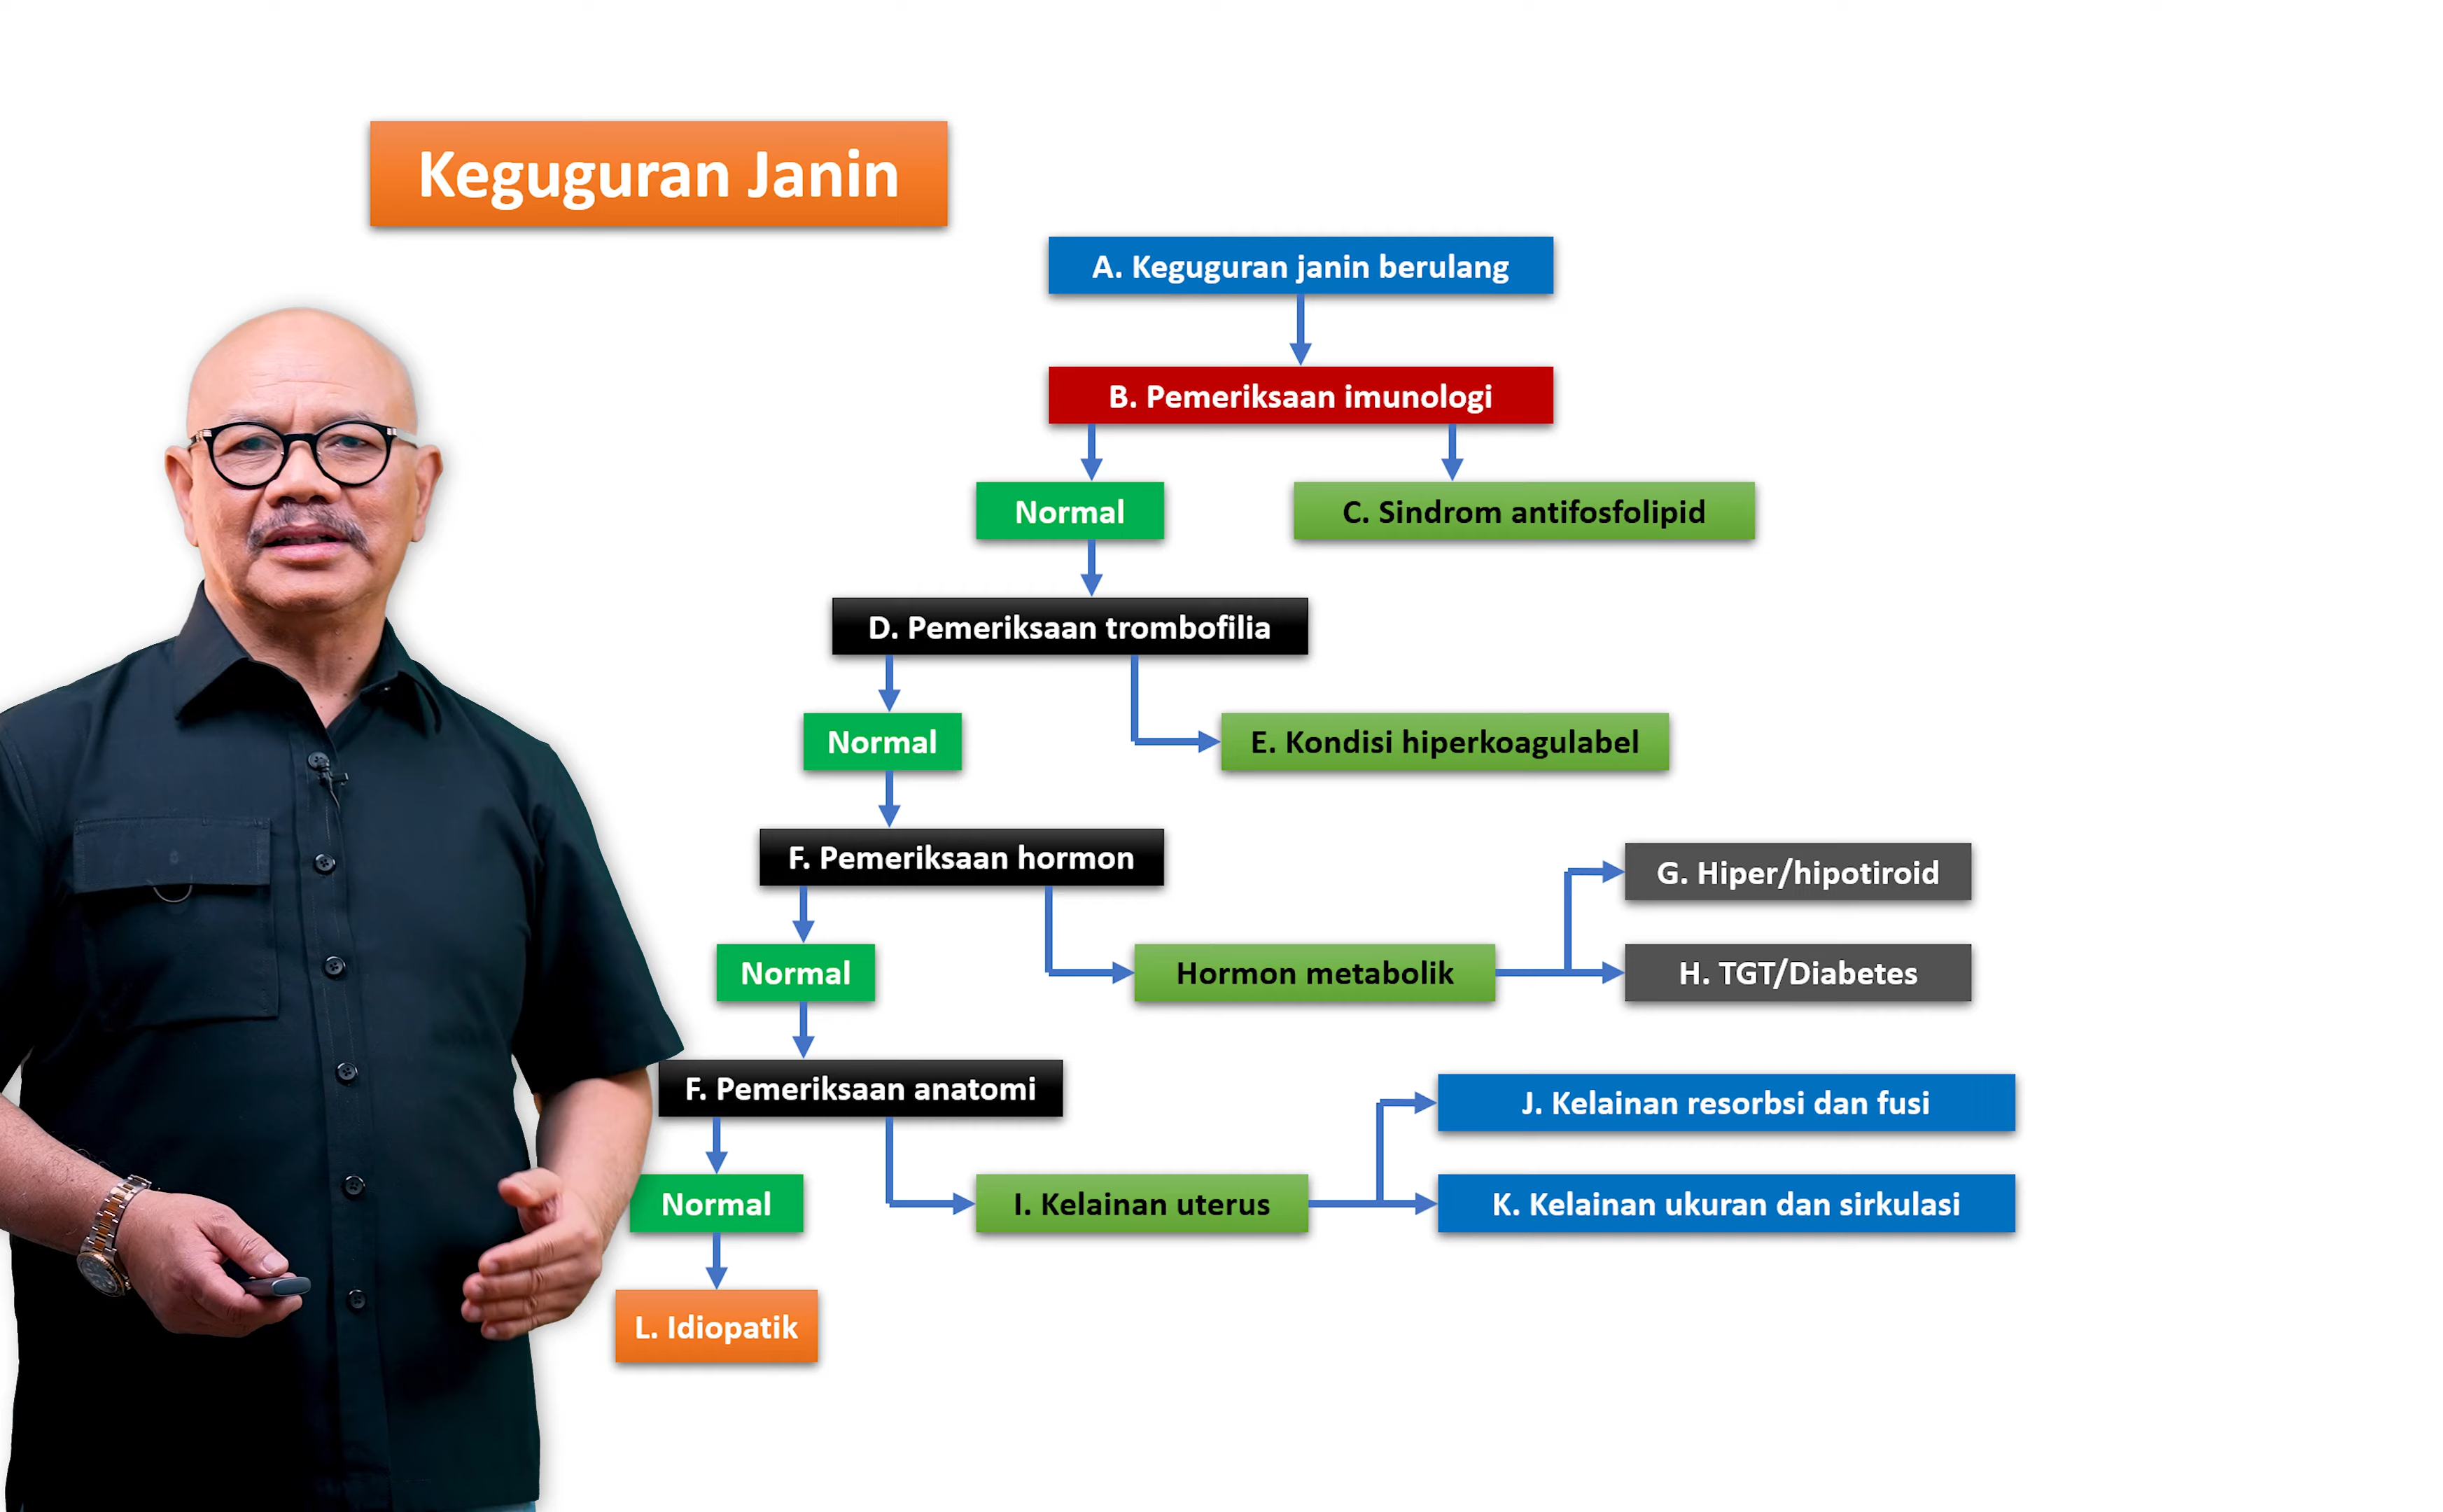 Keguguran Janin
A. Keguguran janin berulang
B. Pemeriksaan imunologi
Normal
C. Sindrom antifosfolipid
D. Pemeriksaan trombofilia
Normal
E. Kondisi hiperkoagulabel
F. Pemeriksaan hormon
G. Hiper/hipotiroid
Normal
Hormon metabolik
H. TGT/Diabetes
F. Pemeriksaan anatomi
J. Kelainan resorbsi dan fusi
Normal
I. Kelainan uterus
K. Kelainan ukuran dan sirkulasi
L. Idiopatik